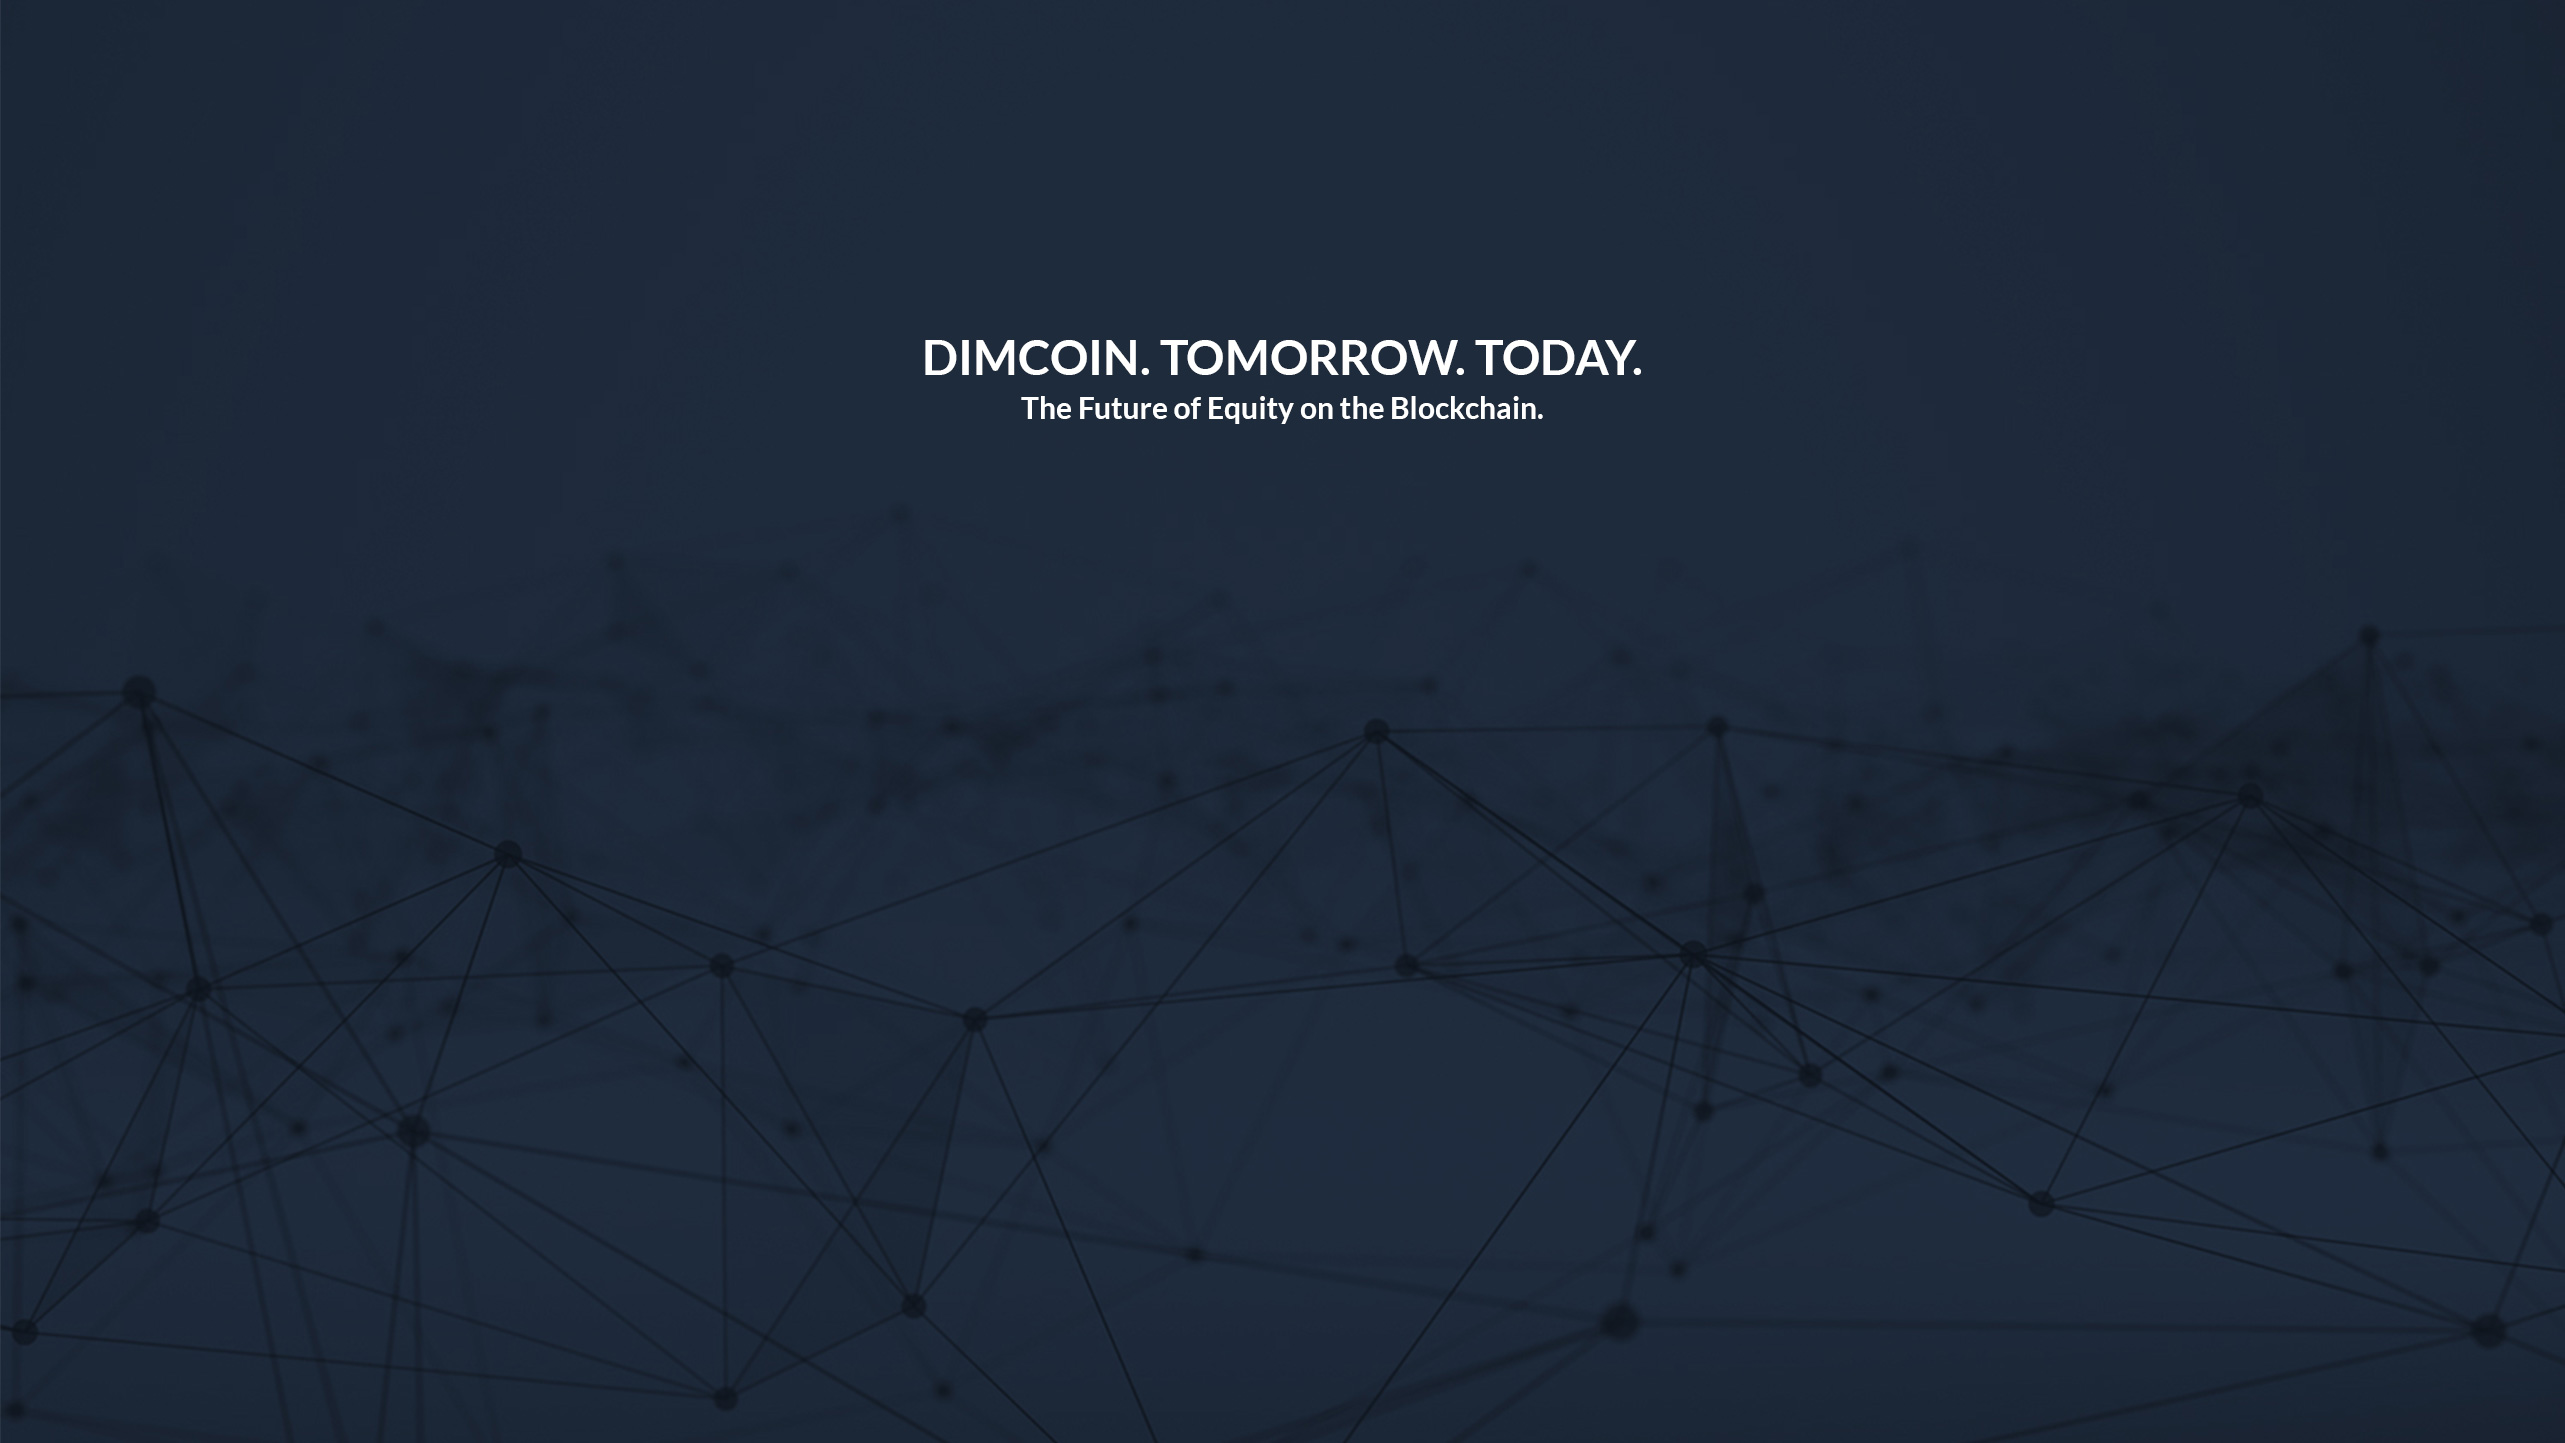 DIMCOIN. TOMORROW. TODAY.
The Future of Equity on the Blockchain.